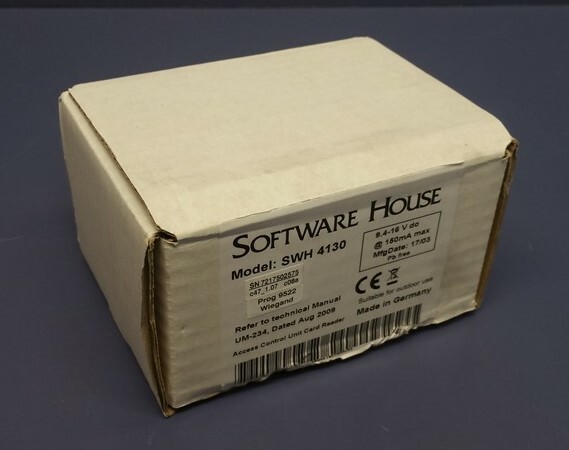 SOFTWARE HOUSE
Model: SWH 4130
9.4-16 V dc
@ 150mA max
MfgDate: 17/03
Pb free
SN 7217502575
c47_1.07 c08a
Prog 9522
Wiegand
Suitable for outdoor use
Made in Germany
Refer to technical Manual
UM-234, Dated Aug 2009
Access Control Unit Card Reader